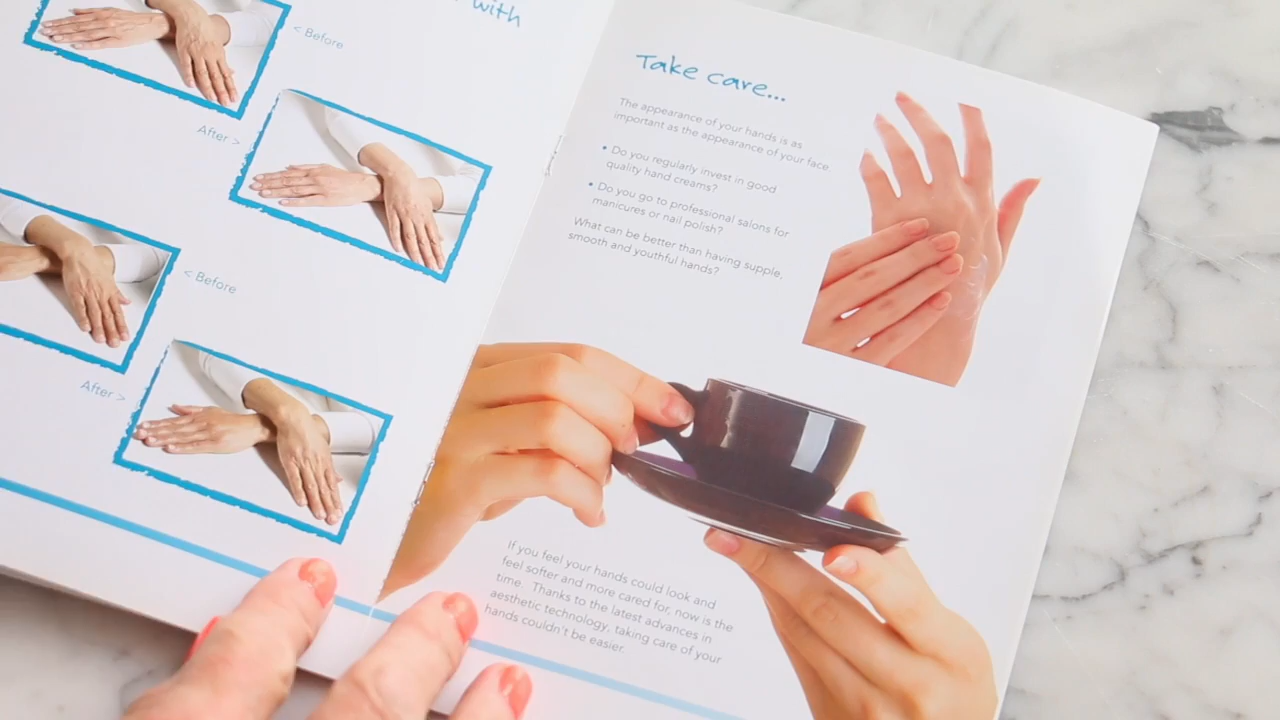 with
< Before
After >
< Before
After >
Take care...
The appearance of your hands is as
important as the appearance of your face.
• Do you regularly invest in good
quality hand creams?
• Do you go to professional salons for
manicures or nail polish?
What can be better than having supple,
smooth and youthful hands?
If you feel your hands could look and
feel softer and more cared for, now is the
time. Thanks to the latest advances in
aesthetic technology, taking care of your
hands couldn't be easier.